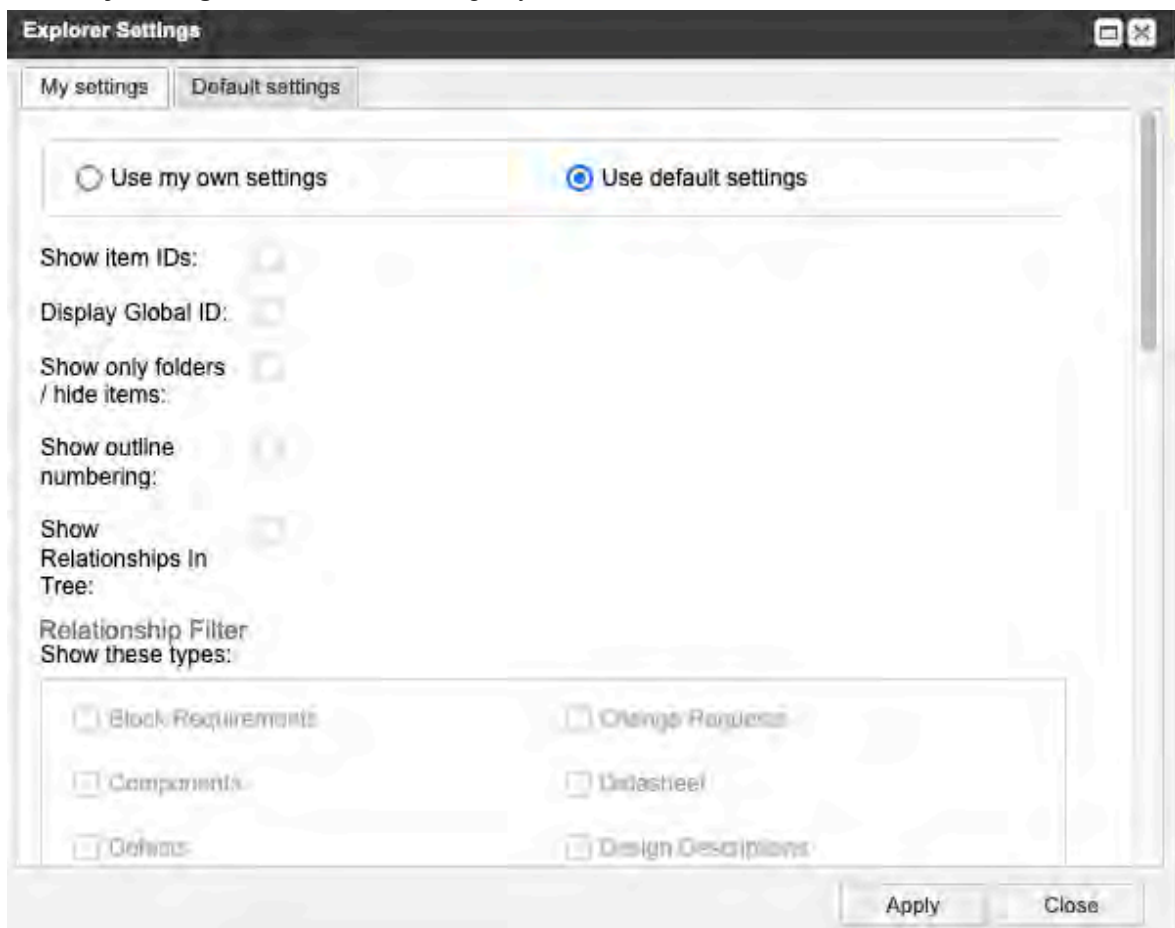 Explorer Settings
My settings Default settings
Use my own settings Use default settings
Show item IDs:
Display Global ID:
Show only folders
/ hide items:
Show outline
numbering:
Show
Relationships In
Tree:
Relationship Filter
Show these types:
Block Requirements Change Requests
Components Datasheet
Defects Design Descriptions
Apply Close